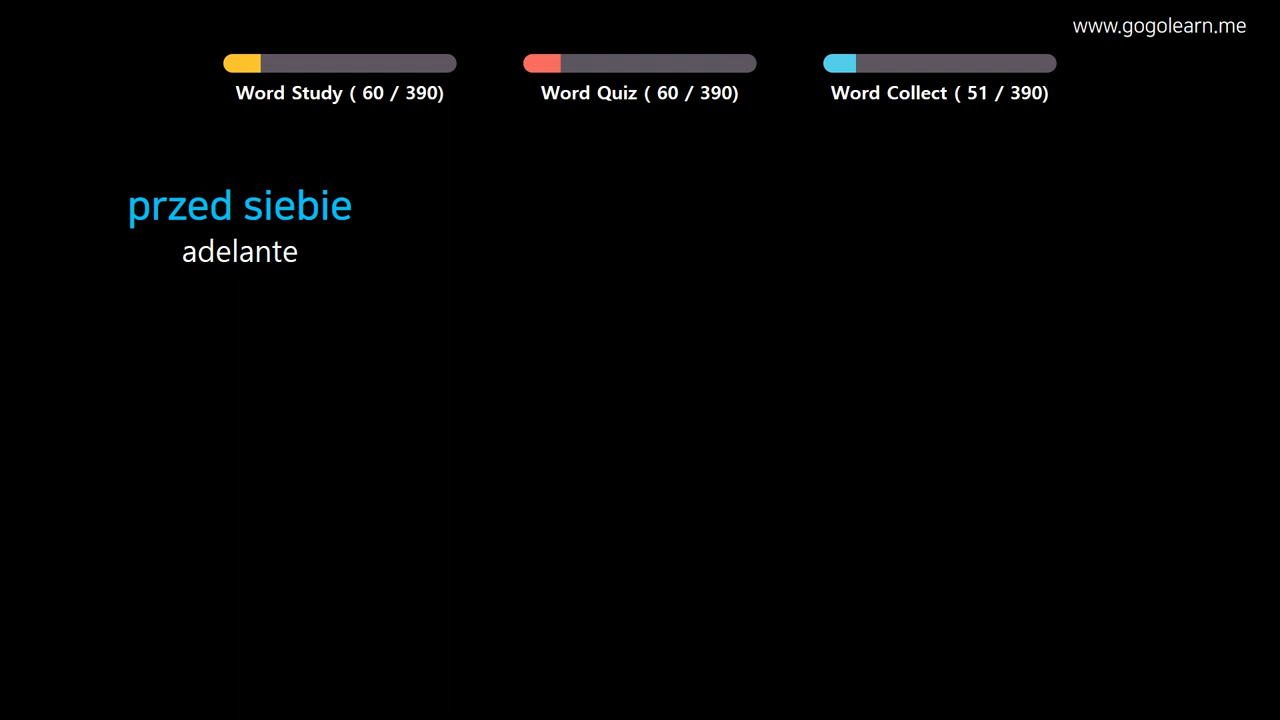 www.gogolearn.me
Word Study ( 60 / 390)
Word Quiz ( 60 / 390)
Word Collect ( 51 / 390)
przed siebie
adelante